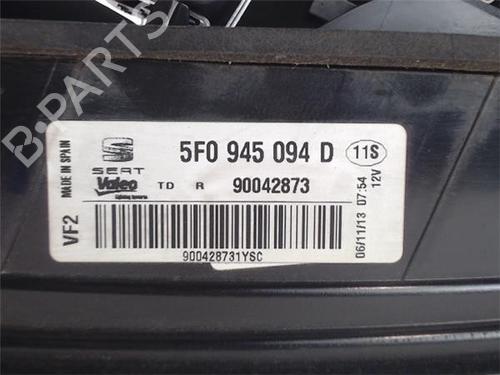 B-PARTS
MADE IN SPAIN
VF2
SEAT
Valeo
TD R
5F0 945 094 D
90042873
11S
12V
06/11/13 07:54
900428731YSC